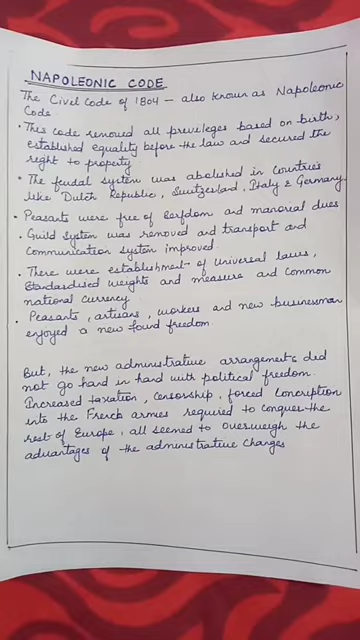 NAPOLEONIC CODE
The Civel Code of 1804 - also known as Napoleonic
Code.
• This code removed all previleges based on birth,
established equality before the law and secured the
right to property
• The feudal system was abolished in countries
like Dutch Republic, Switzerland, Italy & Germany.
• Peasants were free of serfdom and manorial dues
• Guild System was removed and transport and
communication system improved.
• There were establishment of Universal laws,
standardised weights and measure and common
national currency
• Peasants, artisans, workers and new businessman
enjoyed a new found freedom.
But, the new administrative arrangements did
not go hand in hand with political freedom.
Increased taxation, censorship, forced Conscription
into the French armies required to conquer the
rest of Europe, all seemed to overweigh the
advantages of the administrative changes